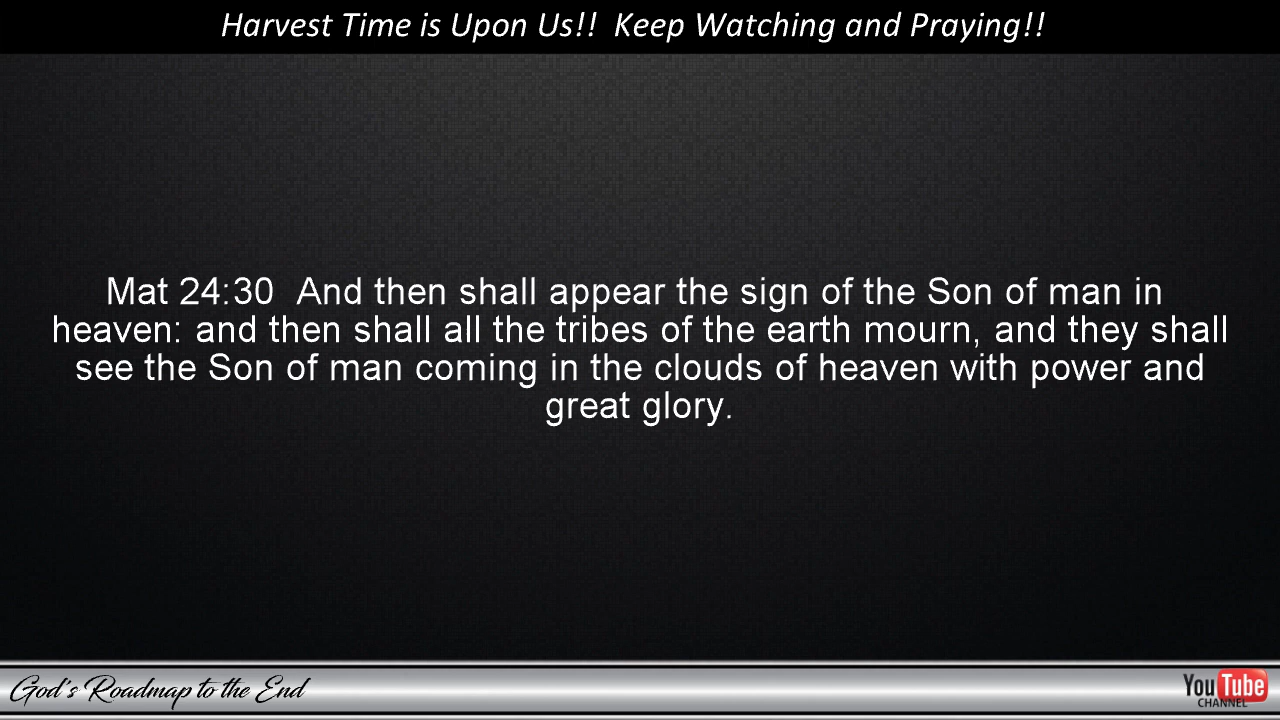 Harvest Time is Upon Us!!  Keep Watching and Praying!!
Mat 24:30  And then shall appear the sign of the Son of man in
heaven: and then shall all the tribes of the earth mourn, and they shall
see the Son of man coming in the clouds of heaven with power and
great glory.
God's Roadmap to the End
YouTube
CHANNEL